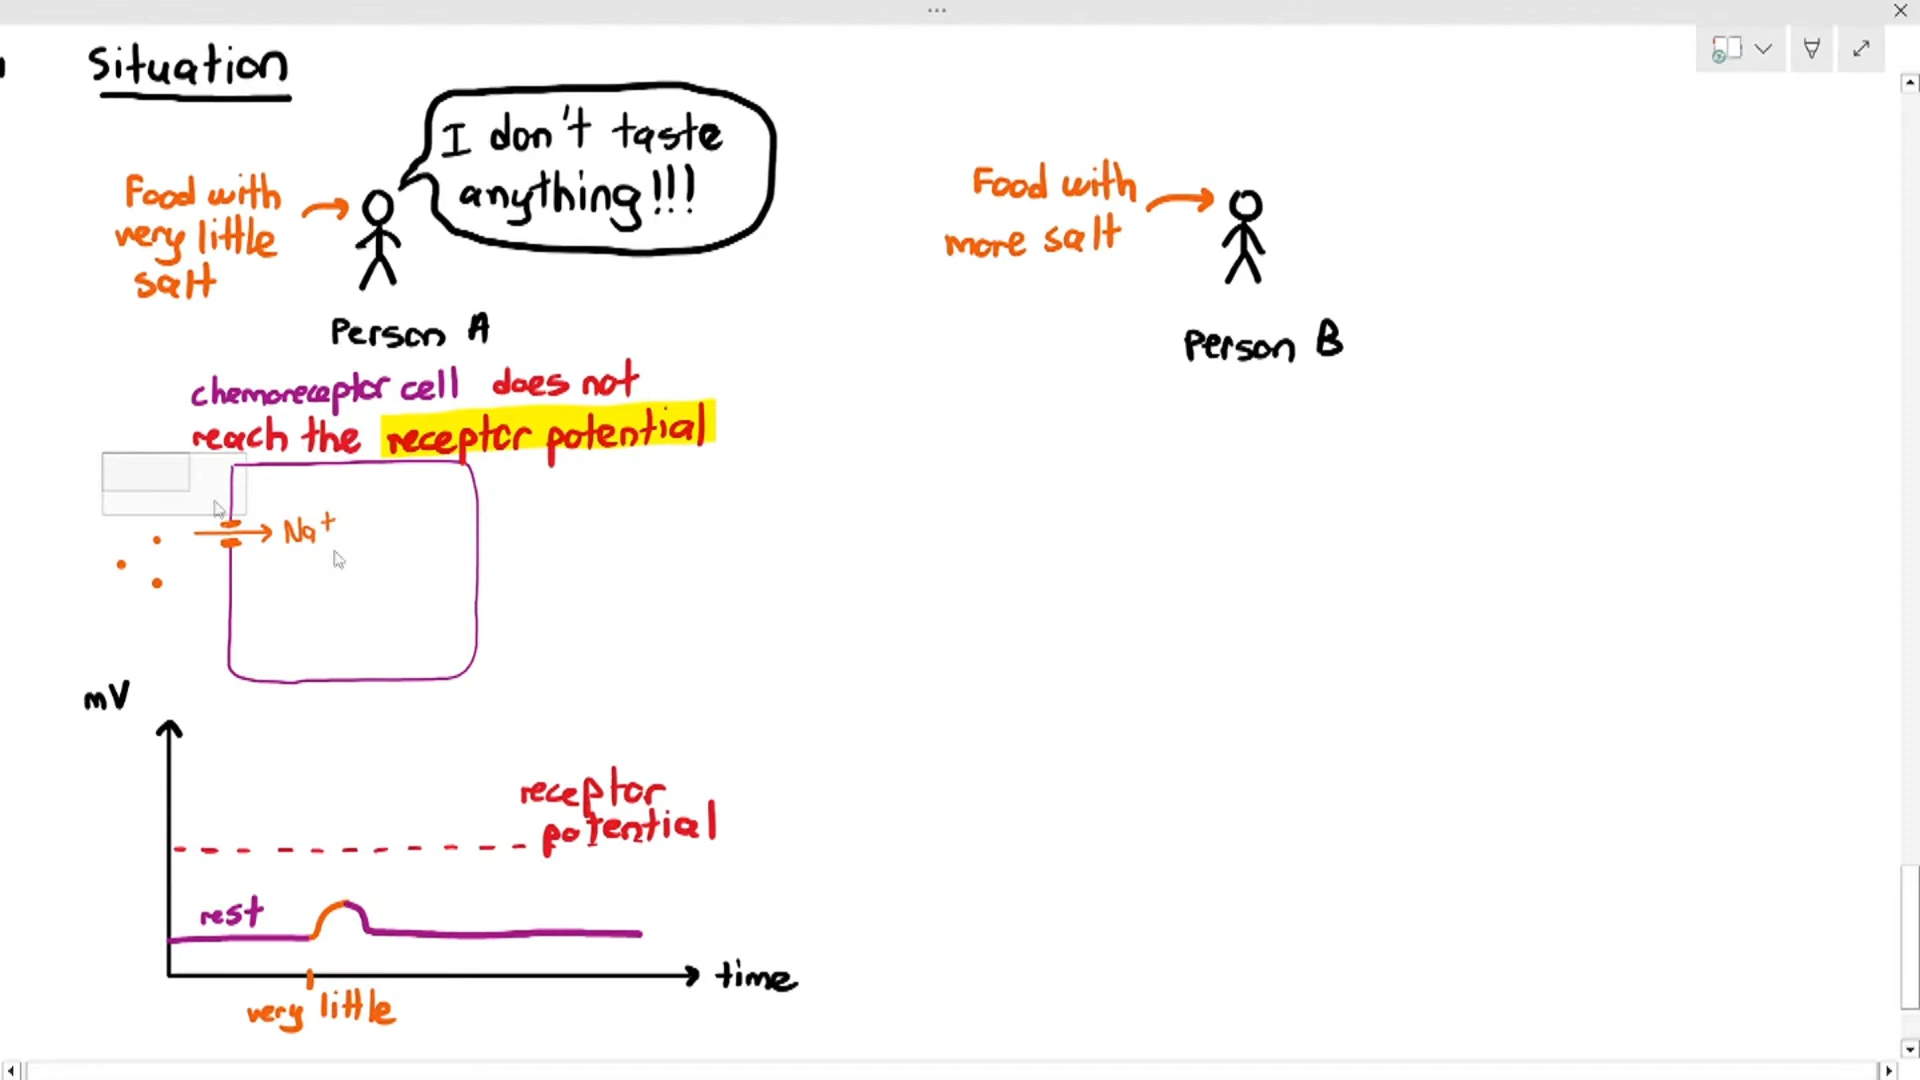 Situation
I don't taste
anything!!!
Food with
very little
salt
Person A
Food with
more salt
Person B
chemoreceptor cell does not
reach the receptor potential
Na+
mV
receptor
potential
rest
time
very little